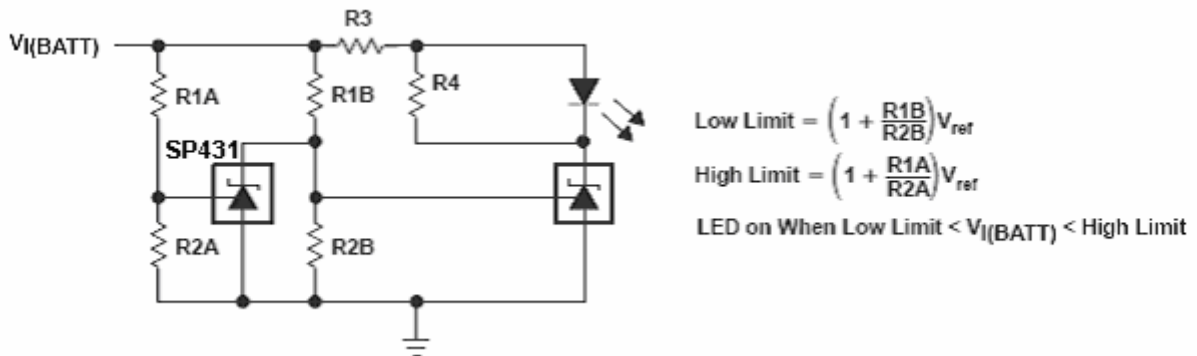 R3
VI(BATT)
R1A
R1B
R4
SP431
R2A
R2B
Low Limit = (1 + R1B/R2B)Vref
High Limit = (1 + R1A/R2A)Vref
LED on When Low Limit < VI(BATT) < High Limit